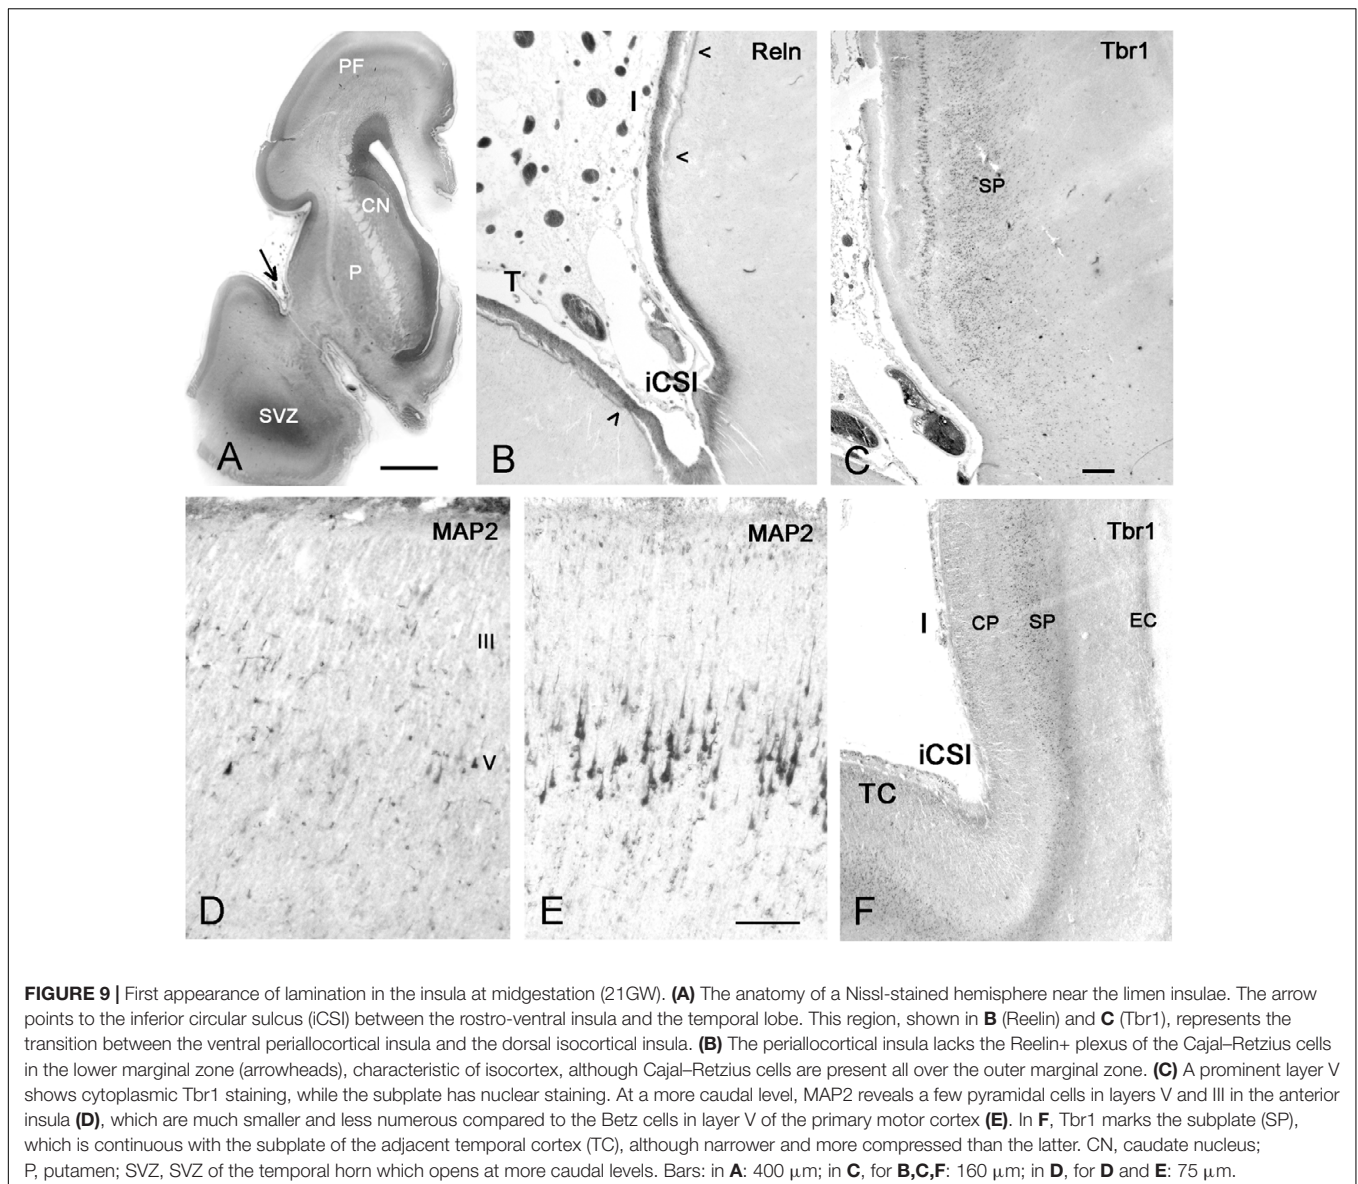 PF
CN
P
SVZ
A
Reln
I
T
iCSI
B
Tbr1
SP
C
MAP2
III
V
D
MAP2
E
Tbr1
I
CP
SP
EC
iCSI
TC
F
FIGURE 9 | First appearance of lamination in the insula at midgestation (21GW). (A) The anatomy of a Nissl-stained hemisphere near the limen insulae. The arrow
points to the inferior circular sulcus (iCSI) between the rostro-ventral insula and the temporal lobe. This region, shown in B (Reelin) and C (Tbr1), represents the
transition between the ventral periallocortical insula and the dorsal isocortical insula. (B) The periallocortical insula lacks the Reelin+ plexus of the Cajal–Retzius cells
in the lower marginal zone (arrowheads), characteristic of isocortex, although Cajal–Retzius cells are present all over the outer marginal zone. (C) A prominent layer V
shows cytoplasmic Tbr1 staining, while the subplate has nuclear staining. At a more caudal level, MAP2 reveals a few pyramidal cells in layers V and III in the anterior
insula (D), which are much smaller and less numerous compared to the Betz cells in layer V of the primary motor cortex (E). In F, Tbr1 marks the subplate (SP),
which is continuous with the subplate of the adjacent temporal cortex (TC), although narrower and more compressed than the latter. CN, caudate nucleus;
P, putamen; SVZ, SVZ of the temporal horn which opens at more caudal levels. Bars: in A: 400 μm; in C, for B,C,F: 160 μm; in D, for D and E: 75 μm.